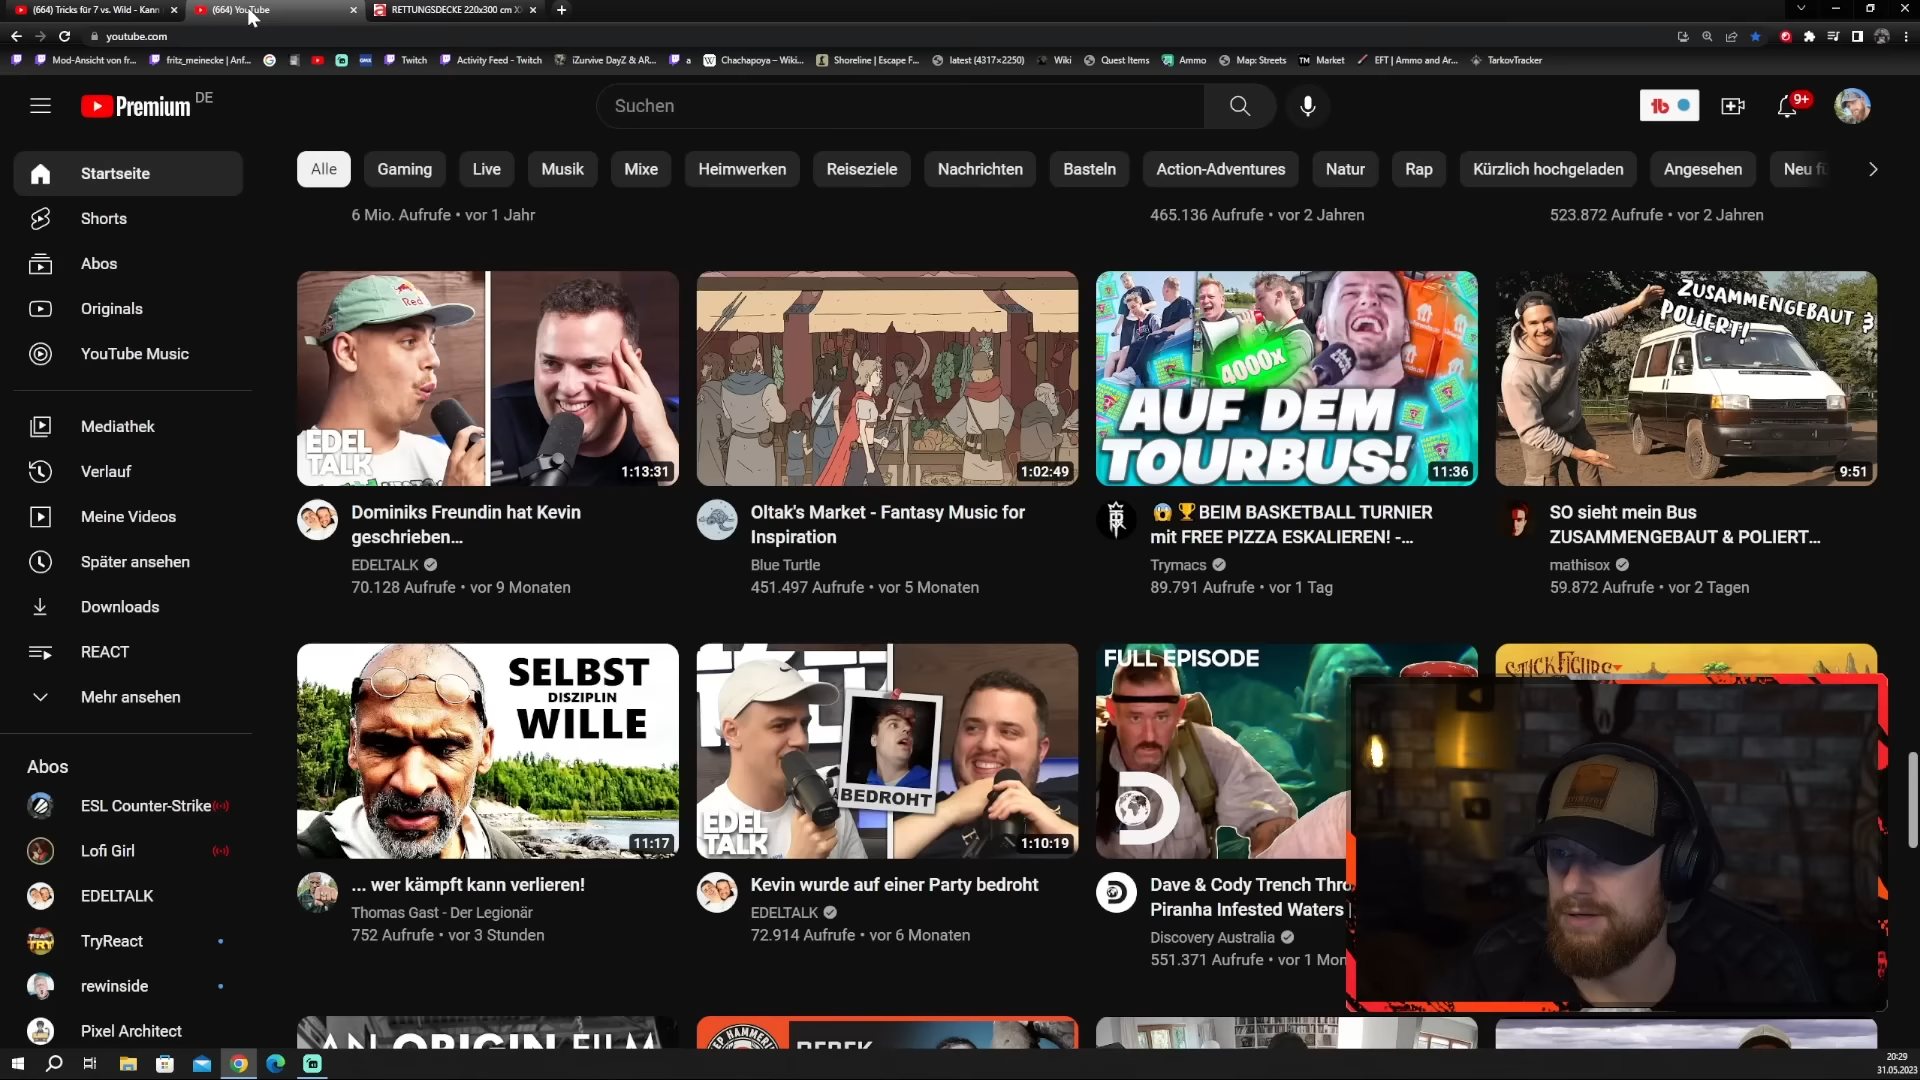 (664) Tricks für 7 vs. Wild - Kann
(664) YouTube
RETTUNGSDECKE 220x300 cm X
youtube.com
Mod-Ansicht von fr...
fritz_meinecke | Anf...
GMX
Twitch
Activity Feed - Twitch
iZurvive DayZ & AR...
a
Chachapoya – Wiki...
Shoreline | Escape F...
latest (4317×2250)
Wiki
Quest Items
Ammo
Map: Streets
TM Market
EFT | Ammo and Ar...
TarkovTracker
Premium DE
Suchen
tb
9+
Startseite
Shorts
Abos
Originals
YouTube Music
Mediathek
Verlauf
Meine Videos
Später ansehen
Downloads
REACT
Mehr ansehen
Abos
ESL Counter-Strike
Lofi Girl
EDELTALK
TryReact
rewinside
Pixel Architect
Alle
Gaming
Live
Musik
Mixe
Heimwerken
Reiseziele
Nachrichten
Basteln
Action-Adventures
Natur
Rap
Kürzlich hochgeladen
Angesehen
Neu fü
6 Mio. Aufrufe • vor 1 Jahr
465.136 Aufrufe • vor 2 Jahren
523.872 Aufrufe • vor 2 Jahren
Red
EDEL
TALK
1:13:31
Dominiks Freundin hat Kevin
geschrieben…
EDELTALK
70.128 Aufrufe • vor 9 Monaten
1:02:49
Oltak's Market - Fantasy Music for
Inspiration
Blue Turtle
451.497 Aufrufe • vor 5 Monaten
4000x
AUF DEM
TOURBUS!
11:36
😱🏆BEIM BASKETBALL TURNIER
mit FREE PIZZA ESKALIEREN! -…
Trymacs
89.791 Aufrufe • vor 1 Tag
ZUSAMMENGEBAUT &
POLIERT!
9:51
SO sieht mein Bus
ZUSAMMENGEBAUT & POLIERT…
mathisox
59.872 Aufrufe • vor 2 Tagen
SELBST
DISZIPLIN
WILLE
11:17
... wer kämpft kann verlieren!
Thomas Gast - Der Legionär
752 Aufrufe • vor 3 Stunden
BEDROHT
EDEL
TALK
1:10:19
Kevin wurde auf einer Party bedroht
EDELTALK
72.914 Aufrufe • vor 6 Monaten
FULL EPISODE
Dave & Cody Trench Thro
Piranha Infested Waters |
Discovery Australia
551.371 Aufrufe • vor 1 Mon
STICK FIGURE
AN ORIGIN FILM
20:29
31.05.2023